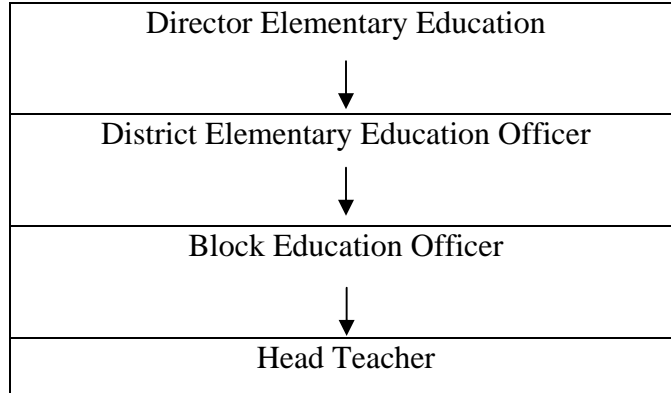 Director Elementary Education
District Elementary Education Officer
Block Education Officer
Head Teacher